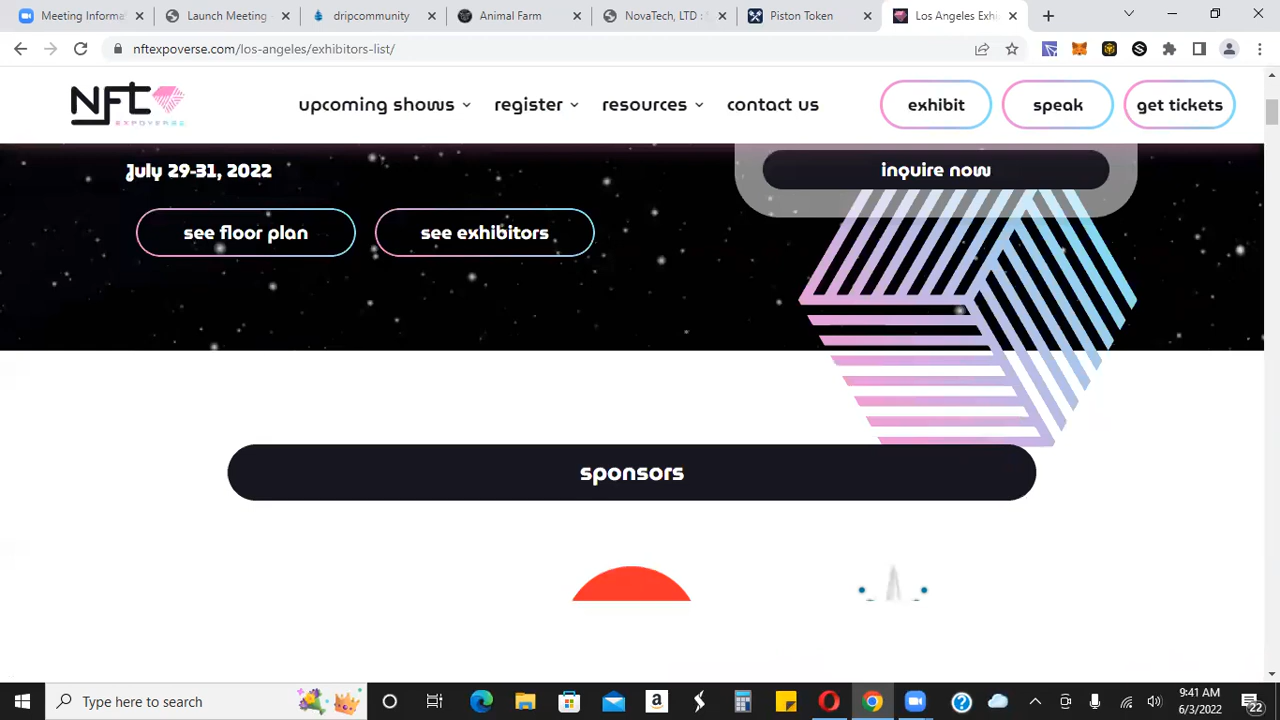 Meeting Informa
nch Meeting -
dripcommunity
Animal Farm
NovaTech, LTD :: M
Piston Token
Los Angeles Exhi
nftexpoverse.com/los-angeles/exhibitors-list/
NFT
EXPOVERSE
upcoming shows
register
resources
contact us
exhibit
speak
get tickets
July 29-31, 2022
inquire now
see floor plan
see exhibitors
sponsors
Type here to search
9:41 AM
6/3/2022
22